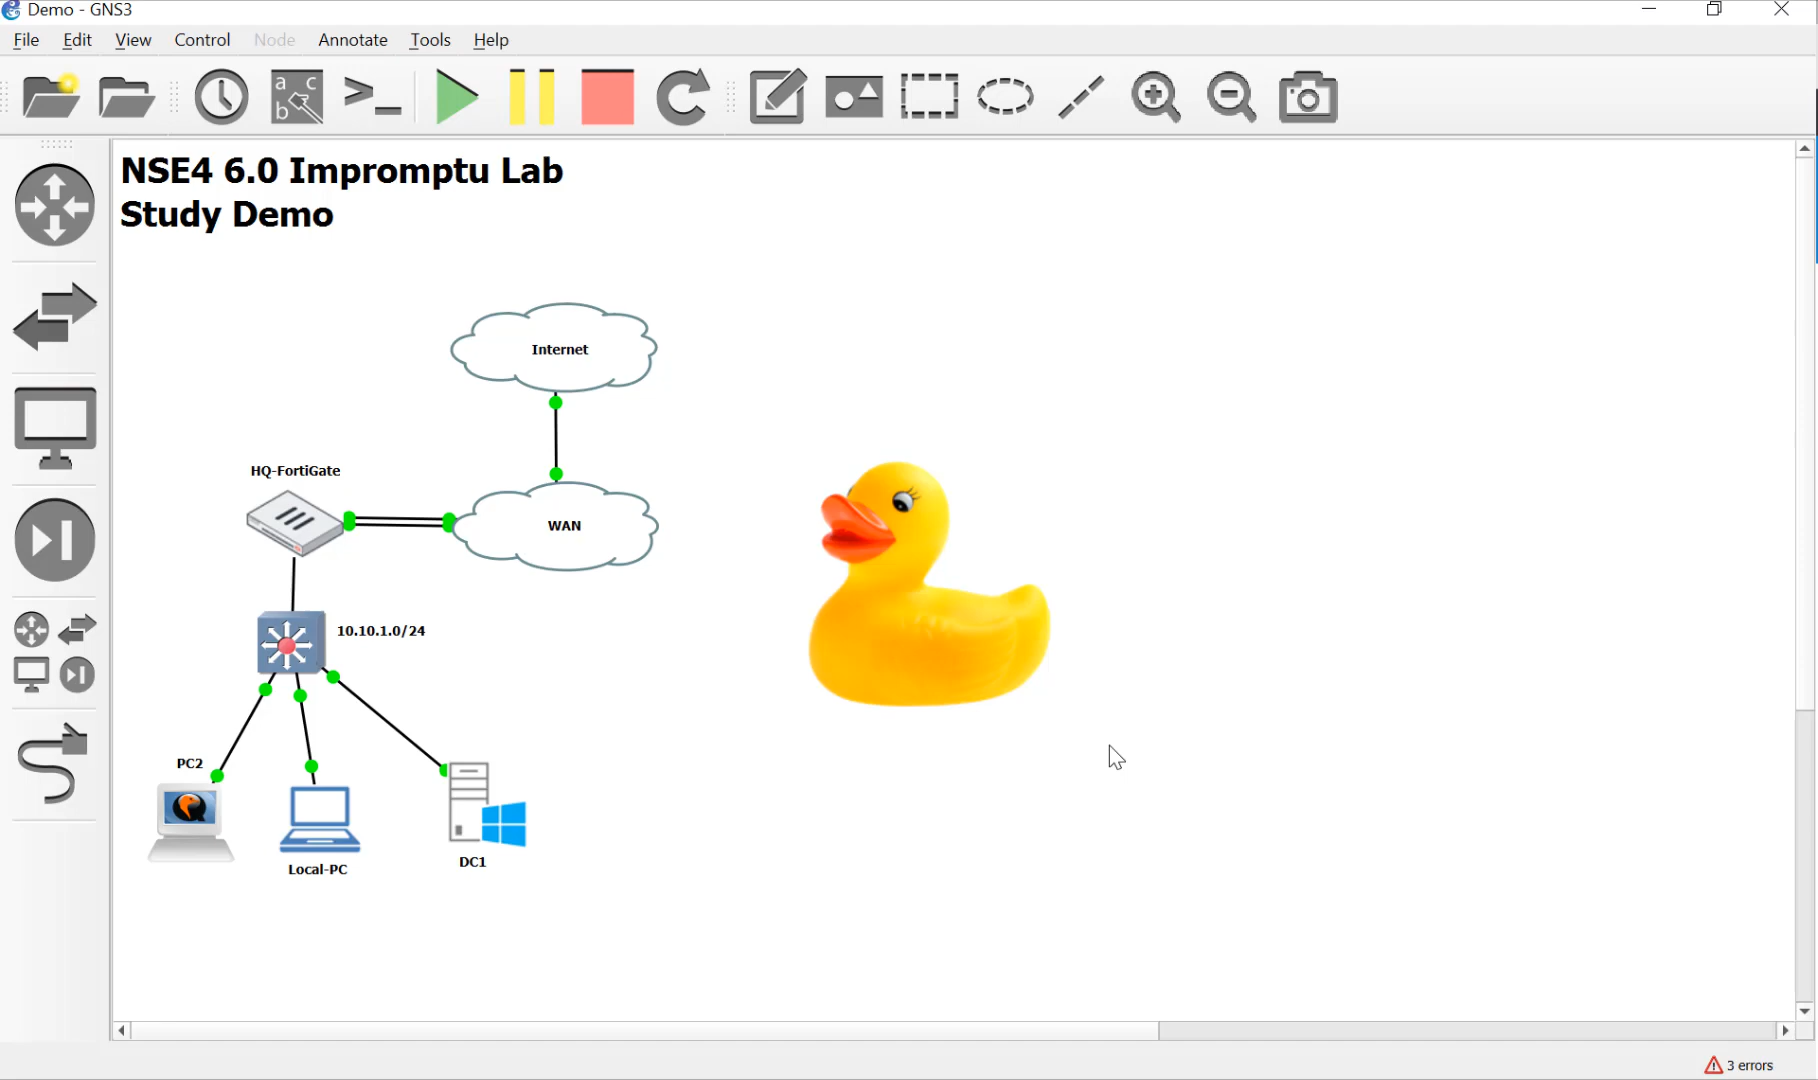 Demo - GNS3
File Edit View Control Node Annotate Tools Help
a c
b
>_
NSE4 6.0 Impromptu Lab
Study Demo
Internet
HQ-FortiGate
WAN
10.10.1.0/24
PC2
Local-PC
DC1
3 errors